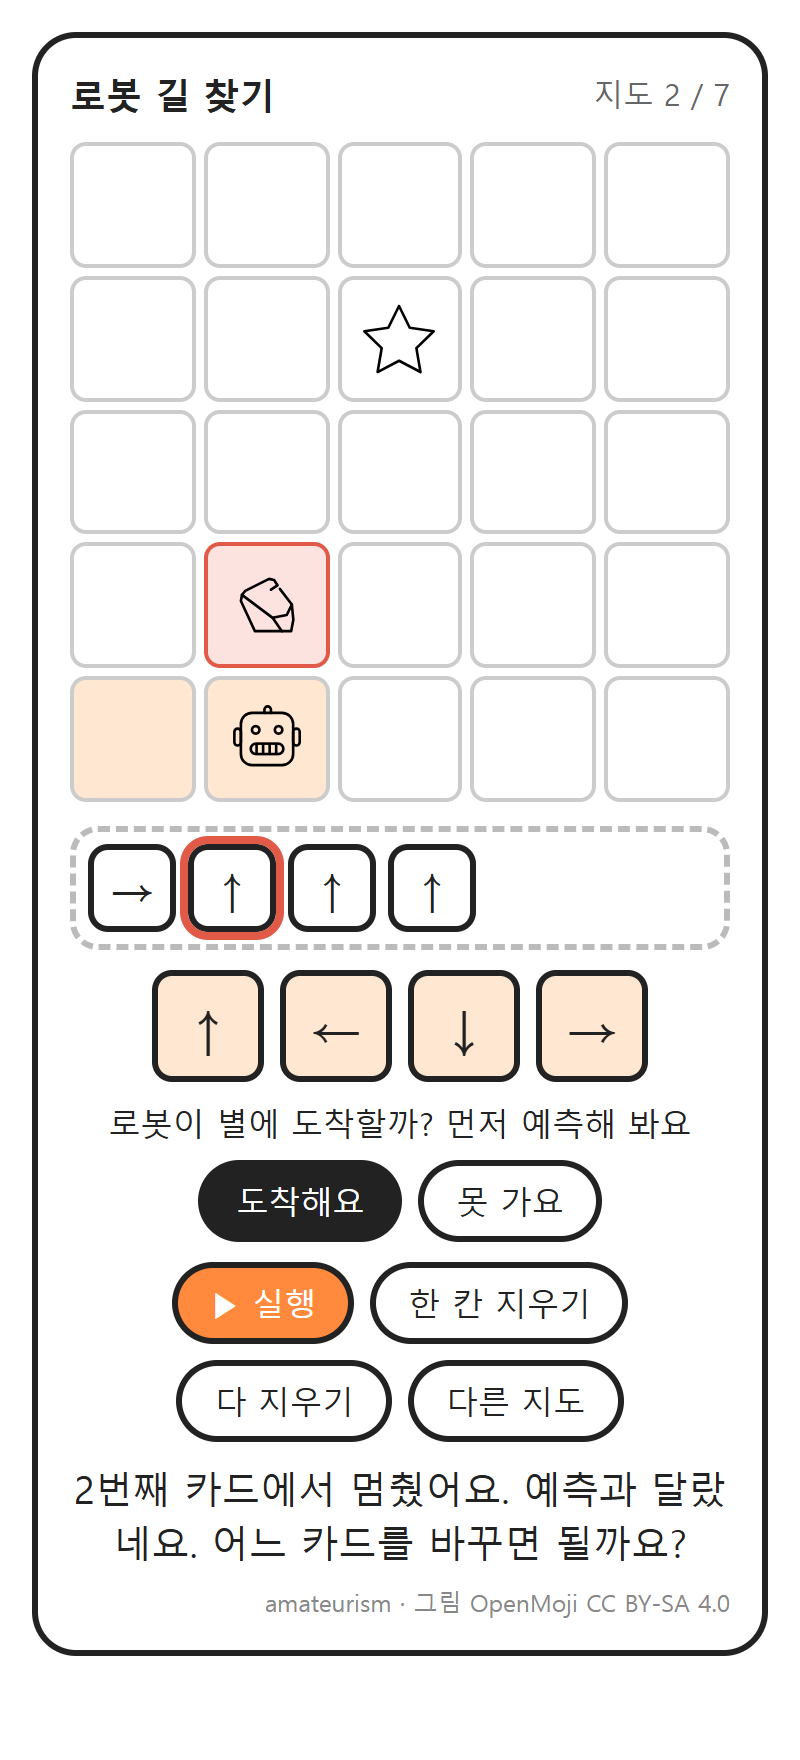 로봇 길 찾기
지도 2 / 7
→ ↑ ↑ ↑
↑ ← ↓ →
로봇이 별에 도착할까? 먼저 예측해 봐요
도착해요
못 가요
▶ 실행
한 칸 지우기
다 지우기
다른 지도
2번째 카드에서 멈췄어요. 예측과 달랐
네요. 어느 카드를 바꾸면 될까요?
amateurism · 그림 OpenMoji CC BY-SA 4.0